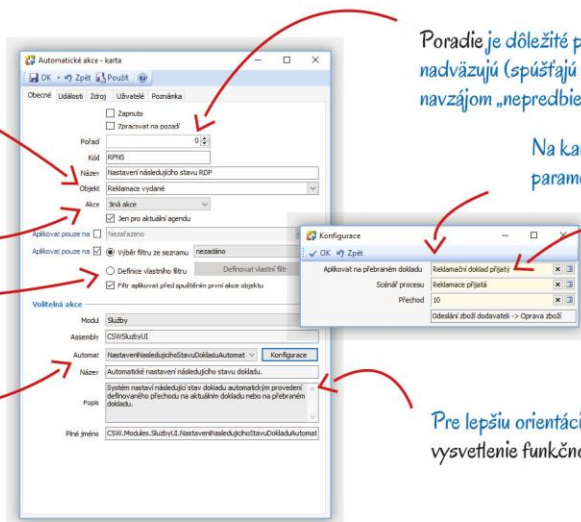 Poradie je dôležité p
nadväzujú (spúšťajú
navzájom „nepredbie
Na ka
parame
Automatické akce - karta
OK Zpět Použít
Obecné Události Zdroj Uživatelé Poznámka
Zapnuto
Zpracovat na pozadí
Pořadí 0
Kód RPNS
Název Nastavení následujícího stavu RDP
Objekt Reklamace vydané
Akce Jiná akce
Jen pro aktuální agendu
Aplikovat pouze na Nezařazeno
Aplikovat pouze na Výběr filtru ze seznamu nezadáno
Definice vlastního filtru Definovat vlastní filtr
Filtr aplikovat před spuštěním první akce objektu
Volitelná akce
Modul Služby
Assembly CSWSluzbyUI
Automat NastaveniNasledujicihoStavuDokladuAutomat Konfigurace
Název Automatické nastavení následujícího stavu dokladu.
Popis Systém nastaví následující stav dokladu automatickým provedení
definovaného přechodu na aktuálním dokladu nebo na přebraném
dokladu.
Plné jméno CSW.Modules.SluzbyUI.NastaveniNasledujicihoStavuDokladuAutomat
Konfigurace
OK Zpět
Aplikovat na přebraném dokladu Reklamační doklad přijatý
Scénář procesu Reklamace přijatá
Přechod 10
Odeslání zboží dodavateli -> Oprava zboží
Pre lepšiu orientáci
vysvetlenie funkčno